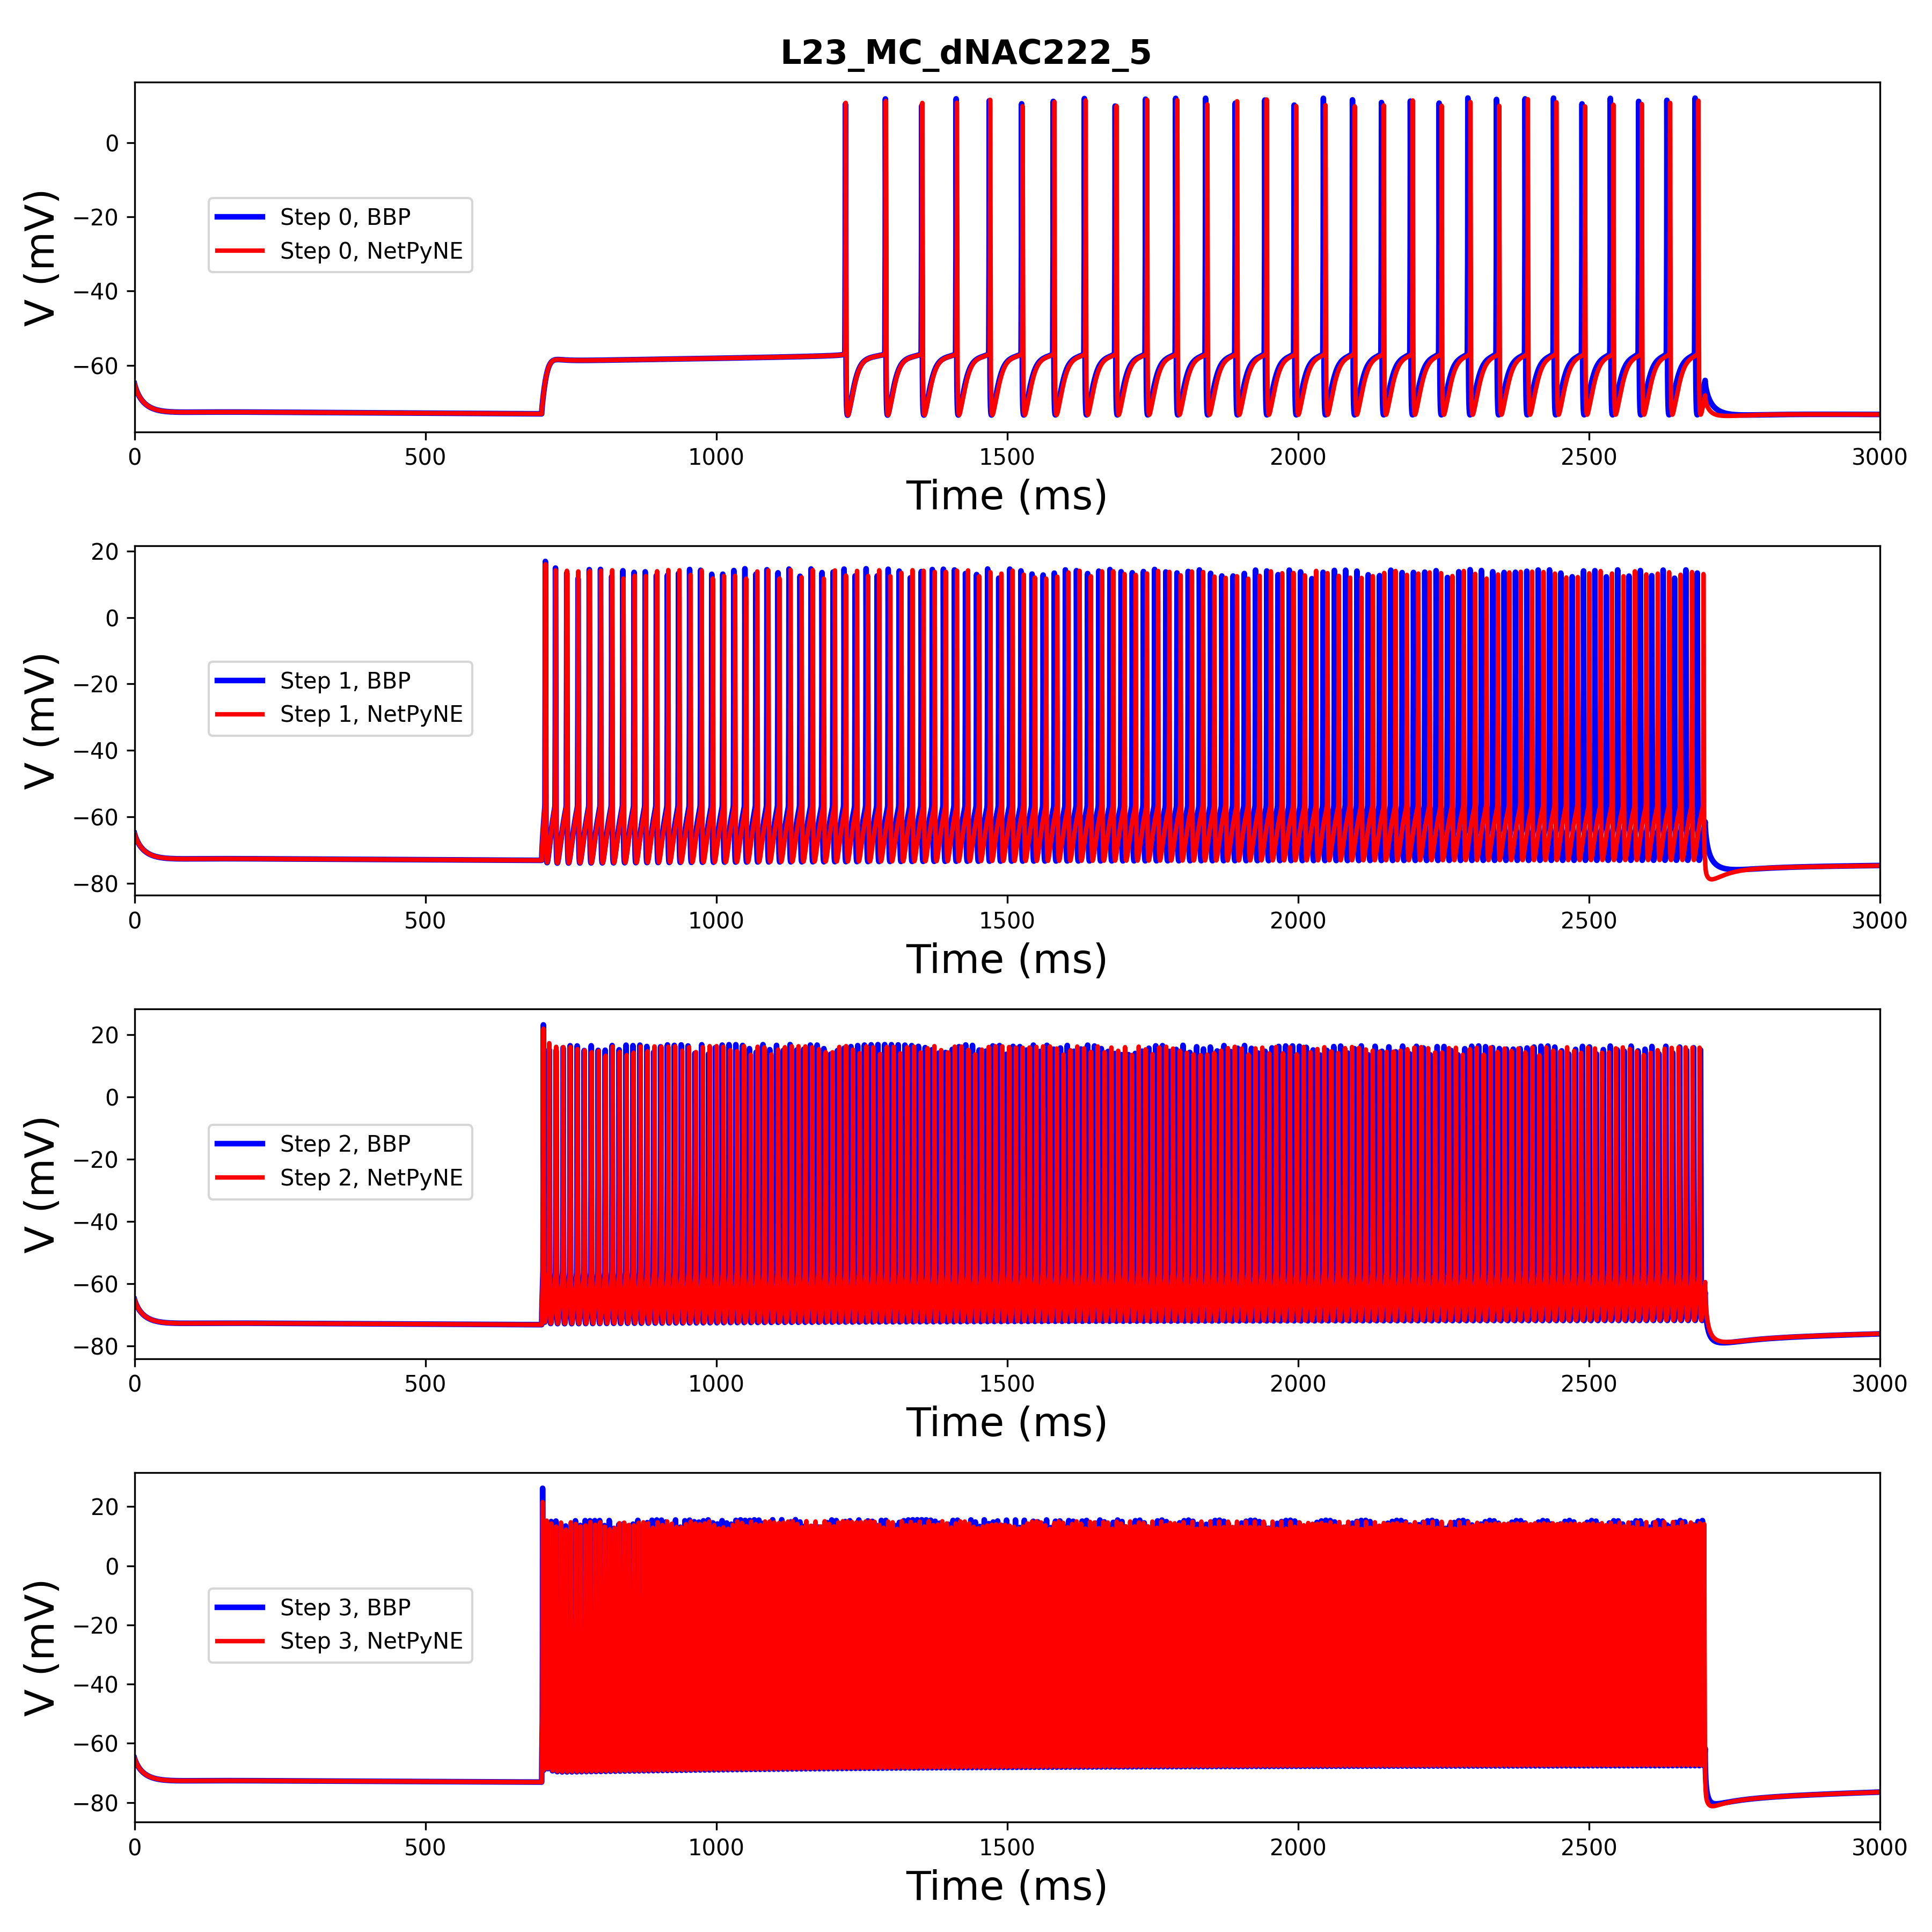 L23_MC_dNAC222_5
V (mV)
0
−20
−40
−60
Step 0, BBP
Step 0, NetPyNE
0 500 1000 1500 2000 2500 3000
Time (ms)
V (mV)
20
0
−20
−40
−60
−80
Step 1, BBP
Step 1, NetPyNE
0 500 1000 1500 2000 2500 3000
Time (ms)
V (mV)
20
0
−20
−40
−60
−80
Step 2, BBP
Step 2, NetPyNE
0 500 1000 1500 2000 2500 3000
Time (ms)
V (mV)
20
0
−20
−40
−60
−80
Step 3, BBP
Step 3, NetPyNE
0 500 1000 1500 2000 2500 3000
Time (ms)